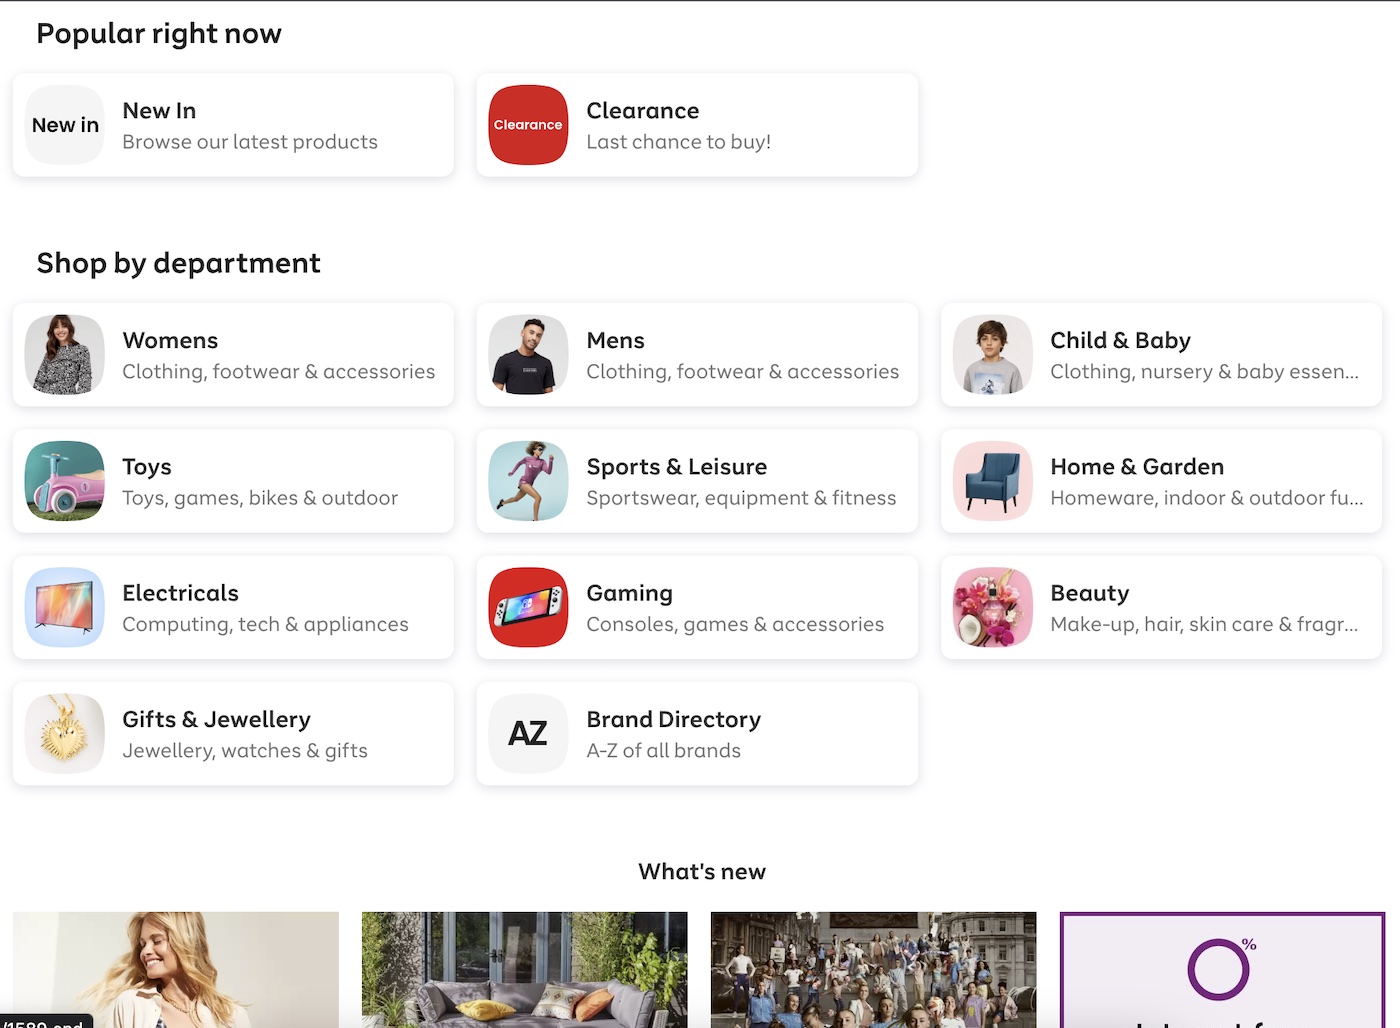 Popular right now
New in
New In
Browse our latest products
Clearance
Clearance
Last chance to buy!
Shop by department
Womens
Clothing, footwear & accessories
Mens
Clothing, footwear & accessories
Child & Baby
Clothing, nursery & baby essen...
Toys
Toys, games, bikes & outdoor
Sports & Leisure
Sportswear, equipment & fitness
Home & Garden
Homeware, indoor & outdoor fu...
Electricals
Computing, tech & appliances
Gaming
Consoles, games & accessories
Beauty
Make-up, hair, skin care & fragr...
Gifts & Jewellery
Jewellery, watches & gifts
AZ
Brand Directory
A-Z of all brands
What's new
0%